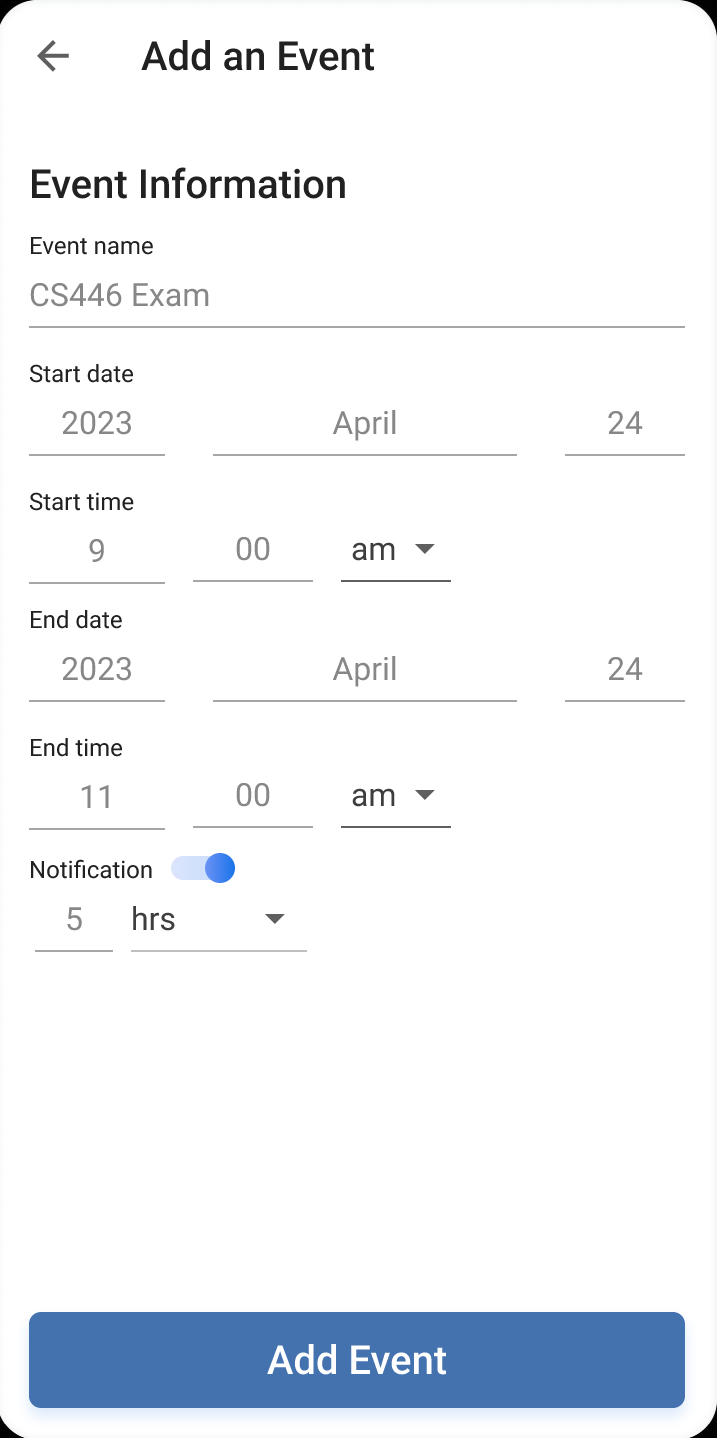 Add an Event
Event Information
Event name
CS446 Exam
Start date
2023 April 24
Start time
9 00 am
End date
2023 April 24
End time
11 00 am
Notification
5 hrs
Add Event